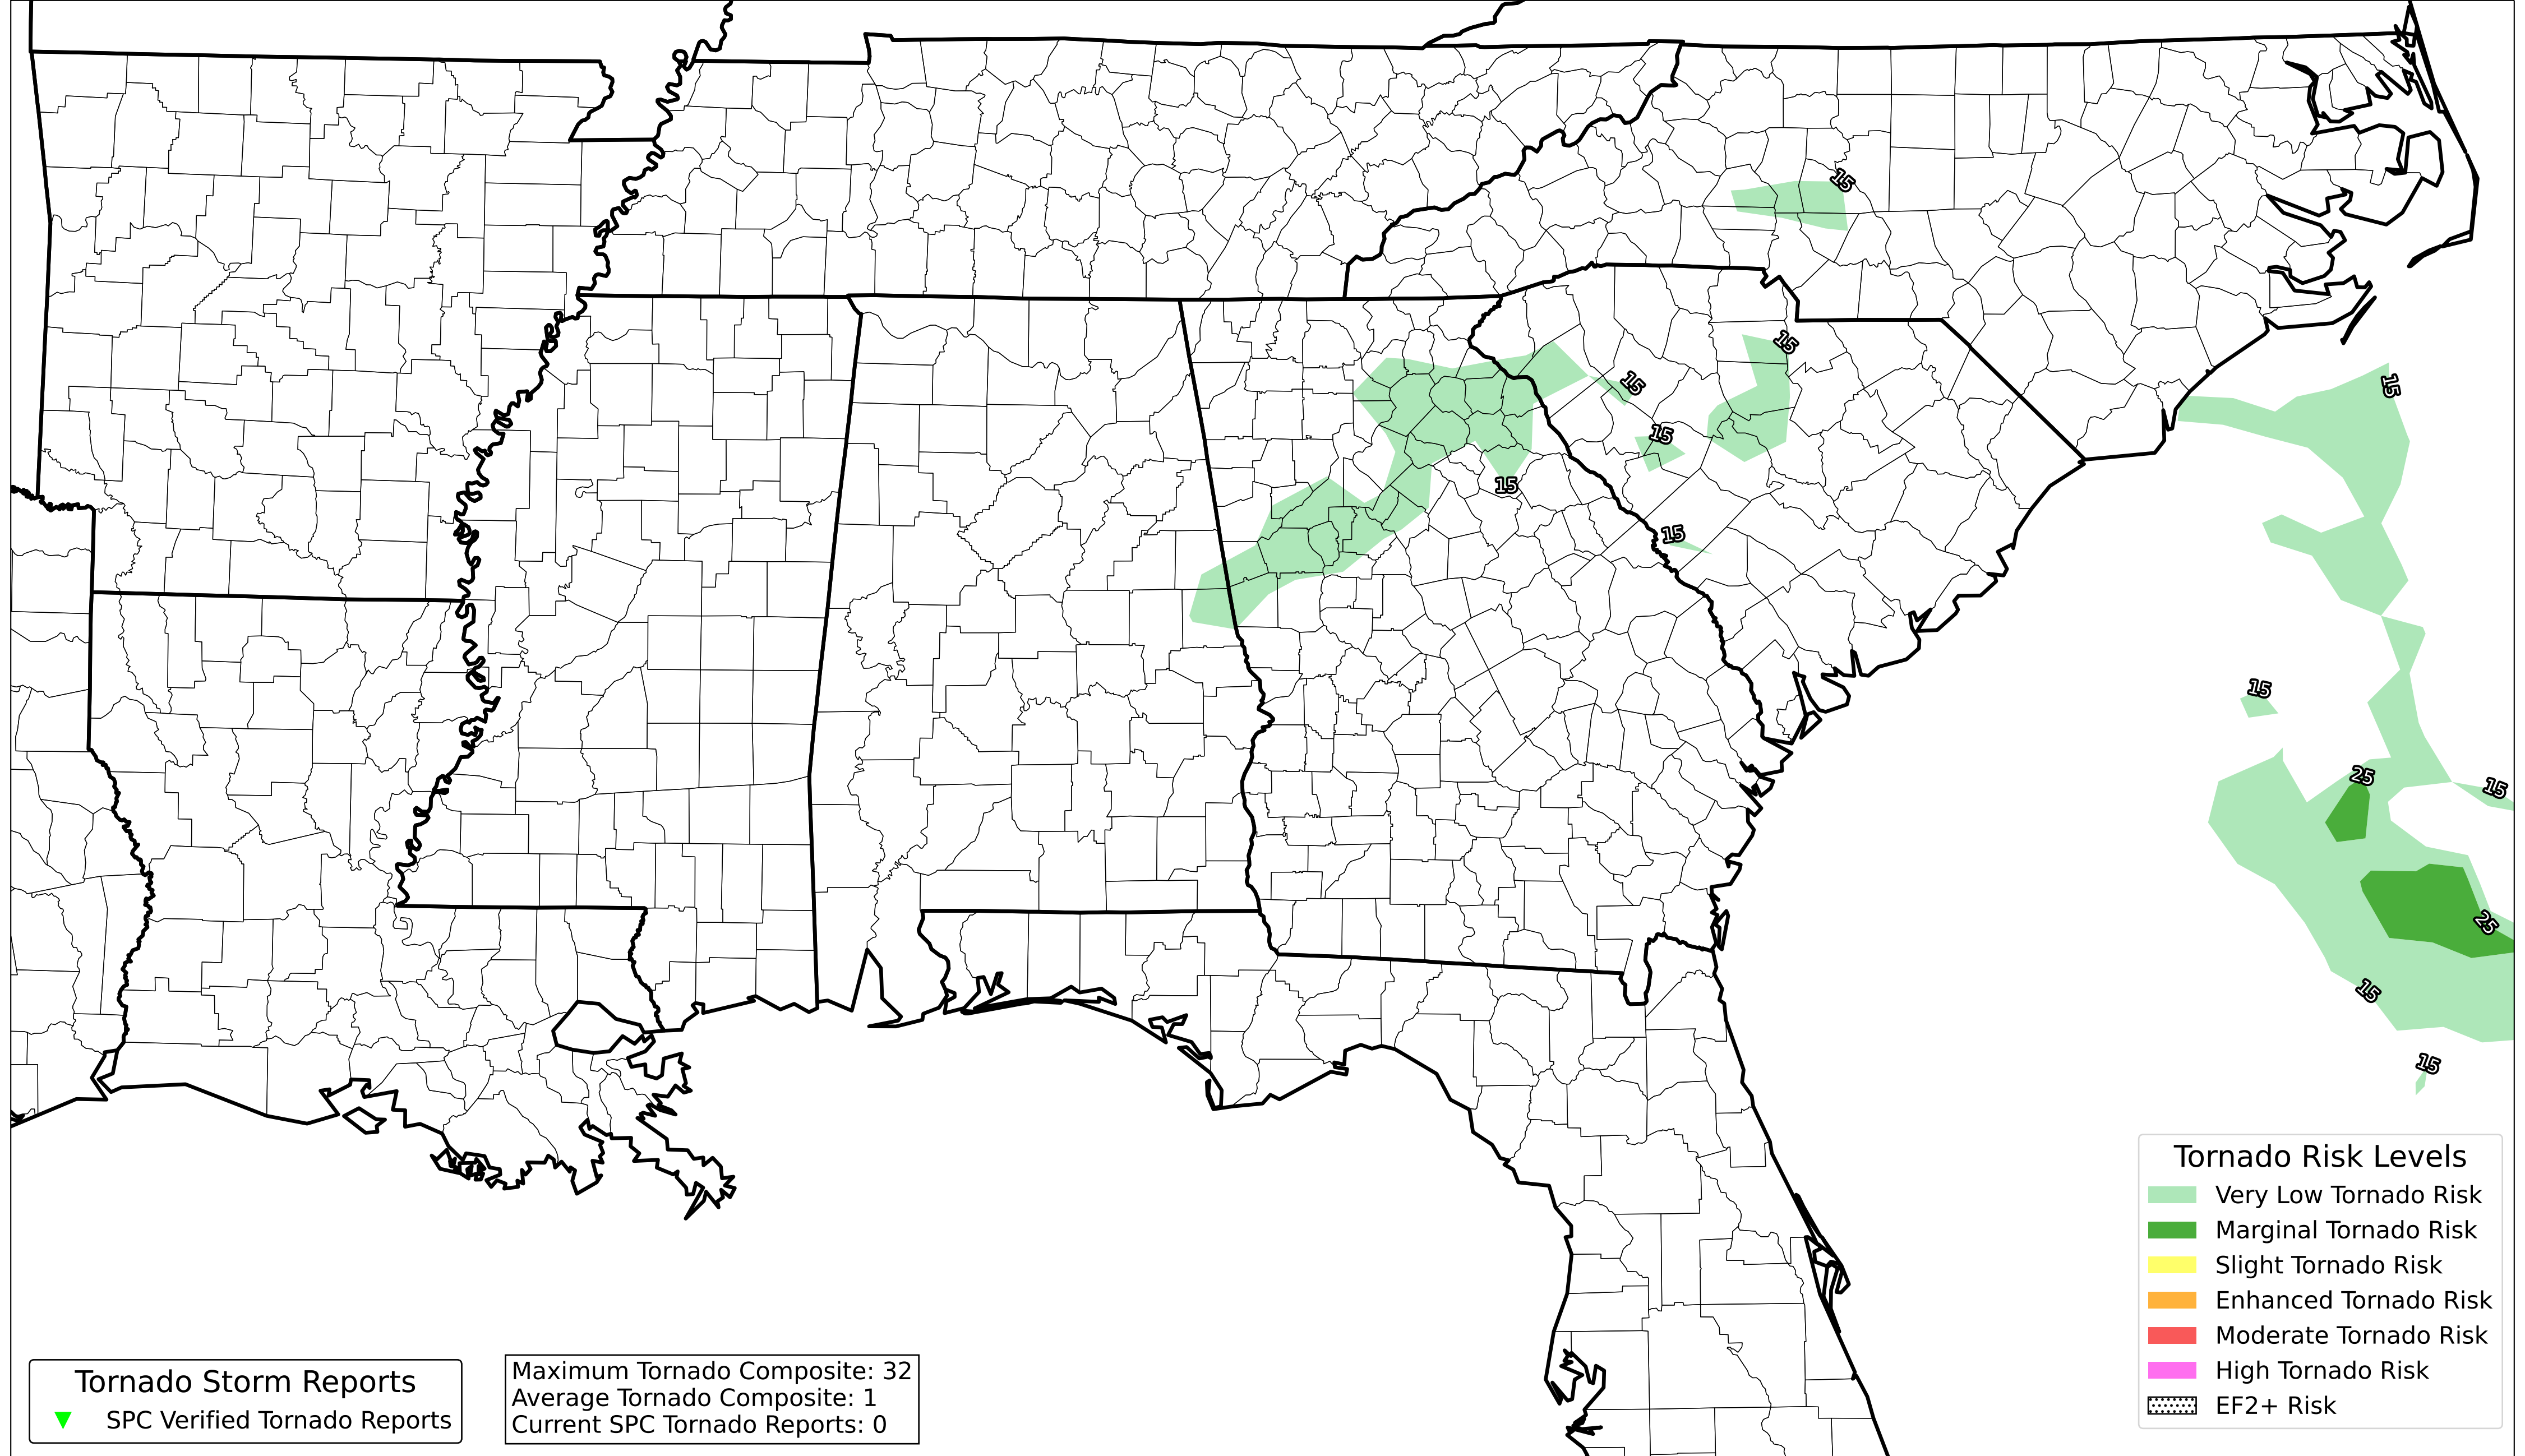 15
15
15
15
15
15
15
15
25
15
25
15
15
Tornado Risk Levels
Very Low Tornado Risk
Marginal Tornado Risk
Slight Tornado Risk
Enhanced Tornado Risk
Moderate Tornado Risk
High Tornado Risk
EF2+ Risk
Tornado Storm Reports
SPC Verified Tornado Reports
Maximum Tornado Composite: 32
Average Tornado Composite: 1
Current SPC Tornado Reports: 0